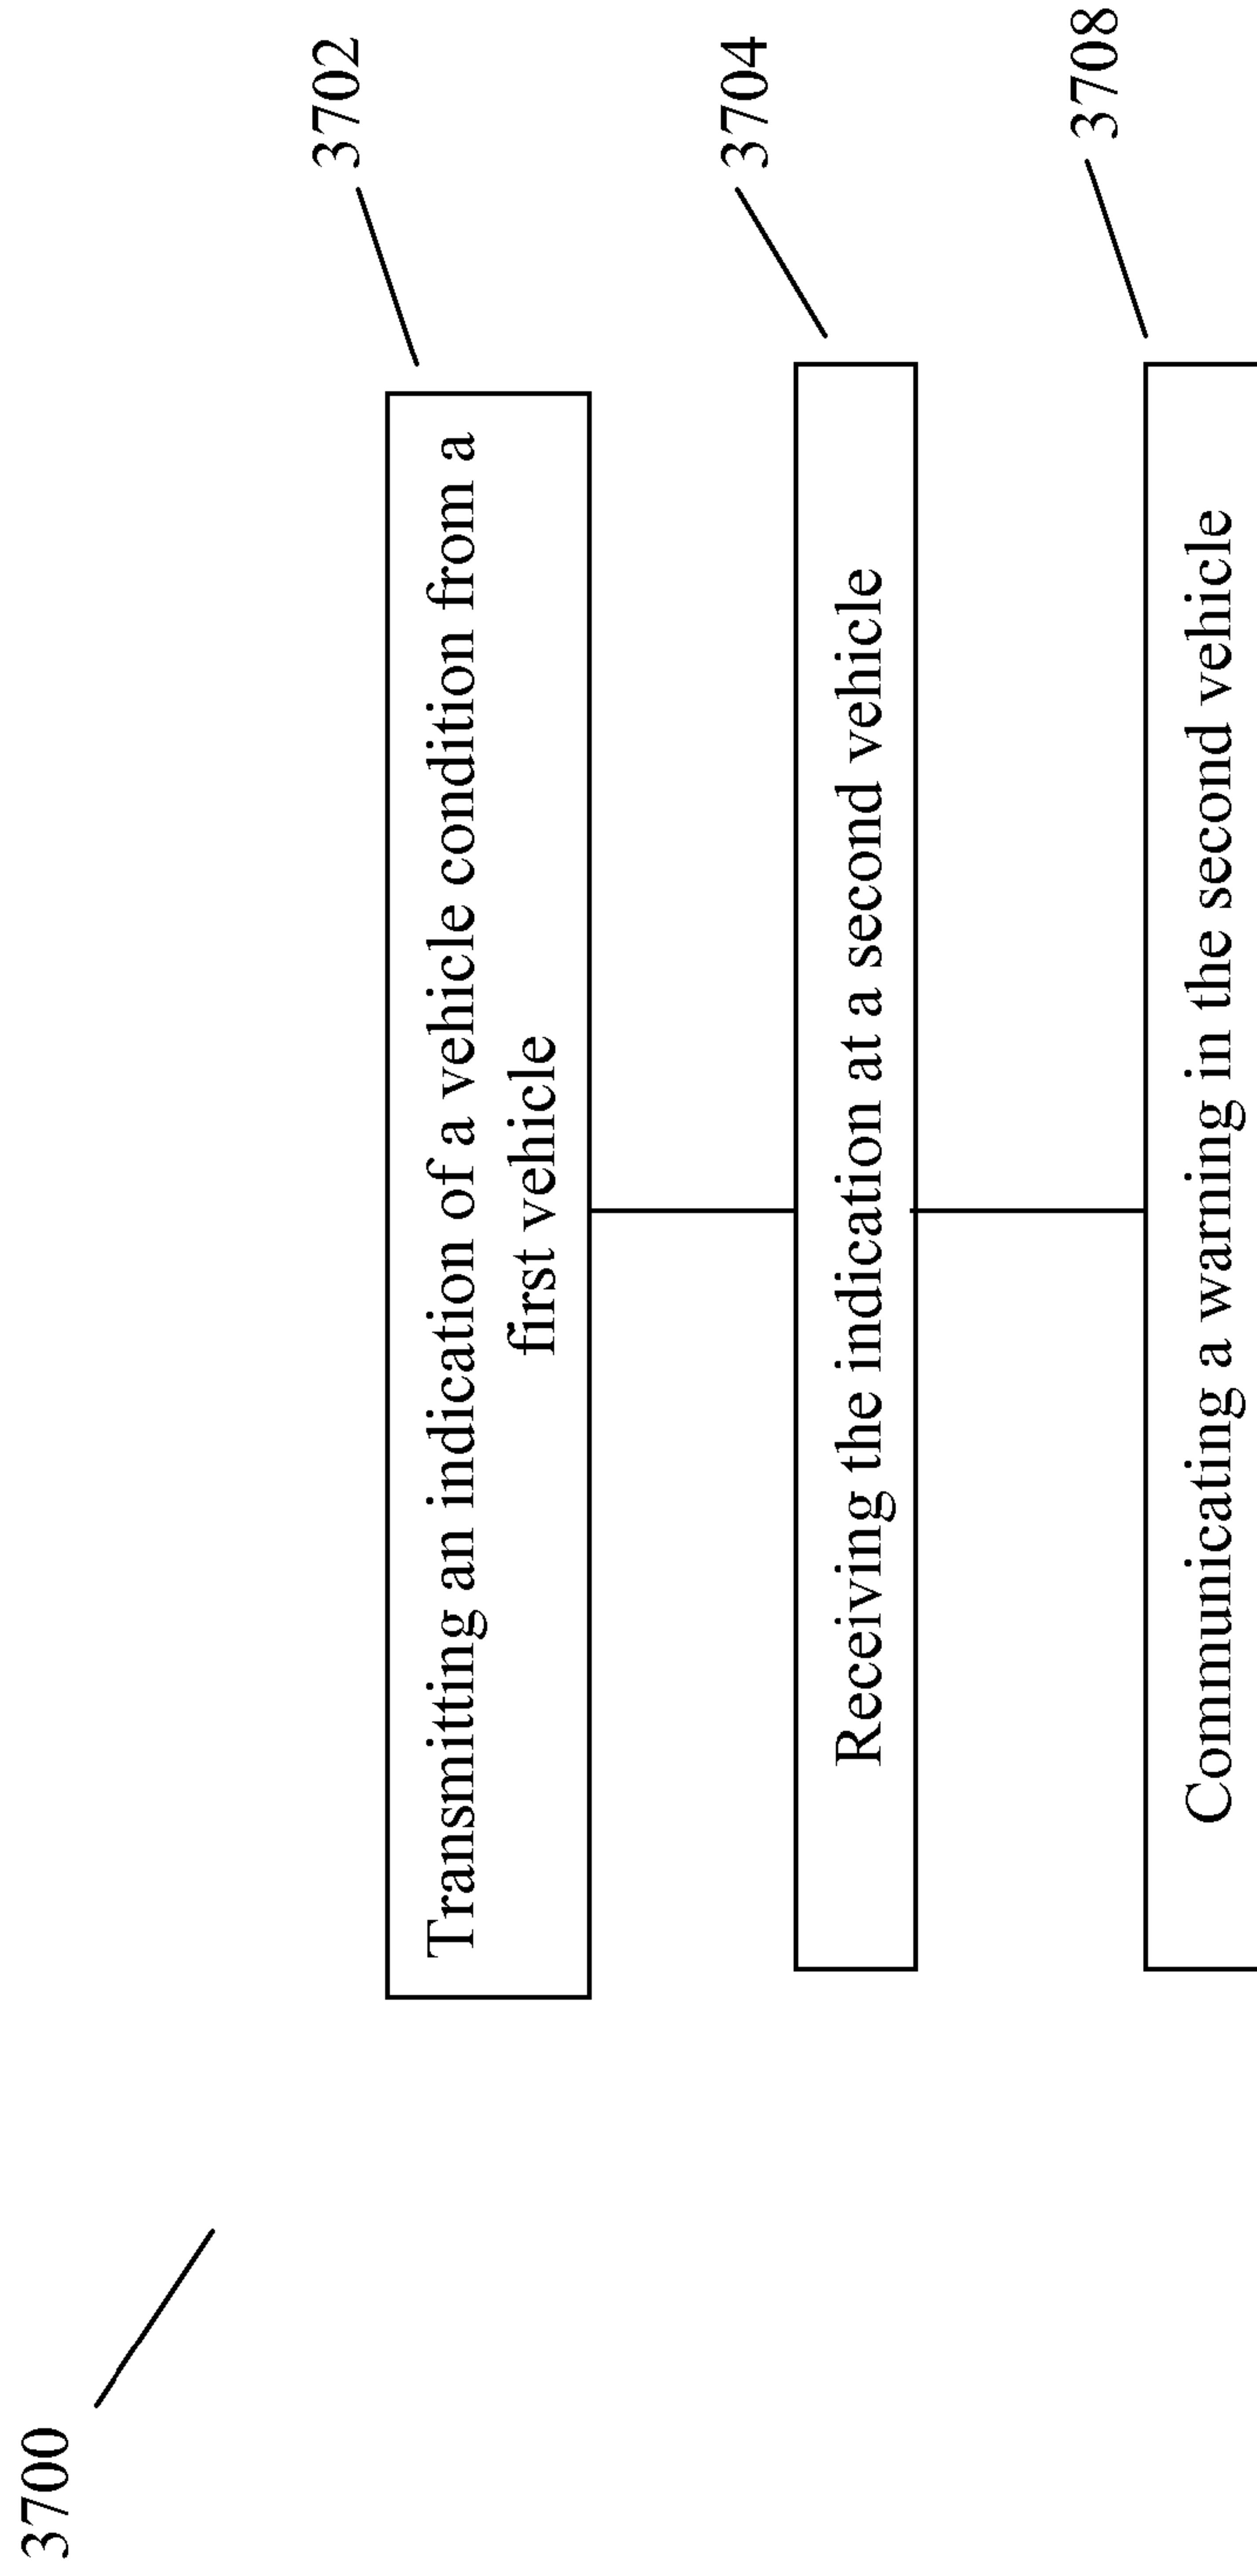 3700
3702
Transmitting an indication of a vehicle condition from a
first vehicle
3704
Receiving the indication at a second vehicle
3708
Communicating a warning in the second vehicle